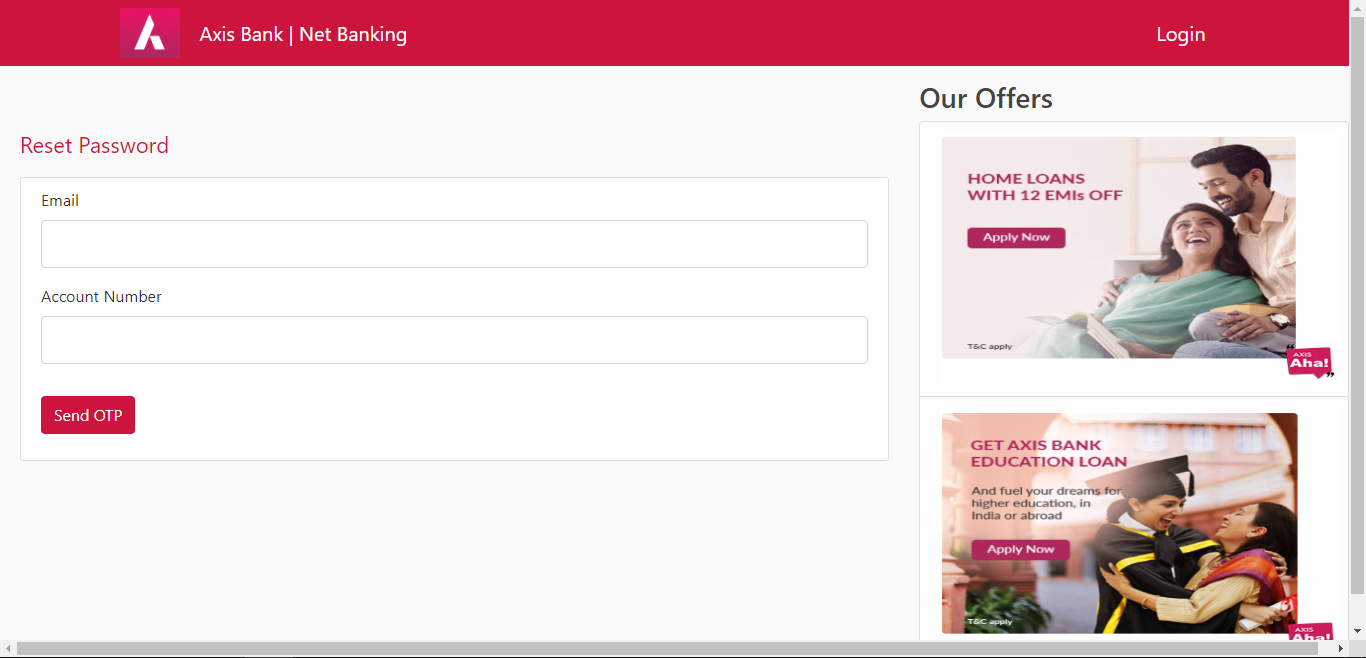 Axis Bank | Net Banking
Login
Reset Password
Email
Account Number
Send OTP
Our Offers
HOME LOANS
WITH 12 EMIs OFF
Apply Now
T&C apply
AXIS
Aha!
GET AXIS BANK
EDUCATION LOAN
And fuel your dreams for
higher education, in
India or abroad
Apply Now
T&C apply
AXIS
Aha!